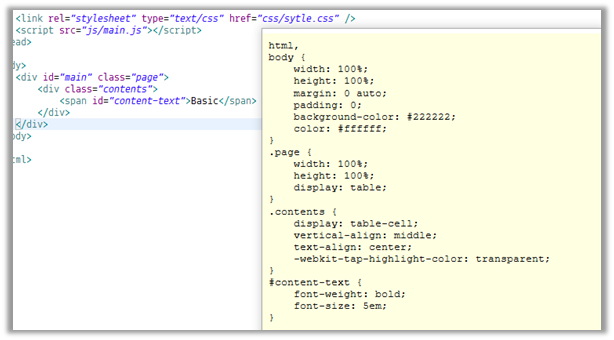 <link rel="stylesheet" type="text/css" href="css/sytle.css" />
<script src="js/main.js"></script>
ead>
dy>
<div id="main" class="page">
<div class="contents">
<span id="content-text">Basic</span>
</div>
</div>
ody>
tml>
html,
body {
width: 100%;
height: 100%;
margin: 0 auto;
padding: 0;
background-color: #222222;
color: #ffffff;
}
.page {
width: 100%;
height: 100%;
display: table;
}
.contents {
display: table-cell;
vertical-align: middle;
text-align: center;
-webkit-tap-highlight-color: transparent;
}
#content-text {
font-weight: bold;
font-size: 5em;
}